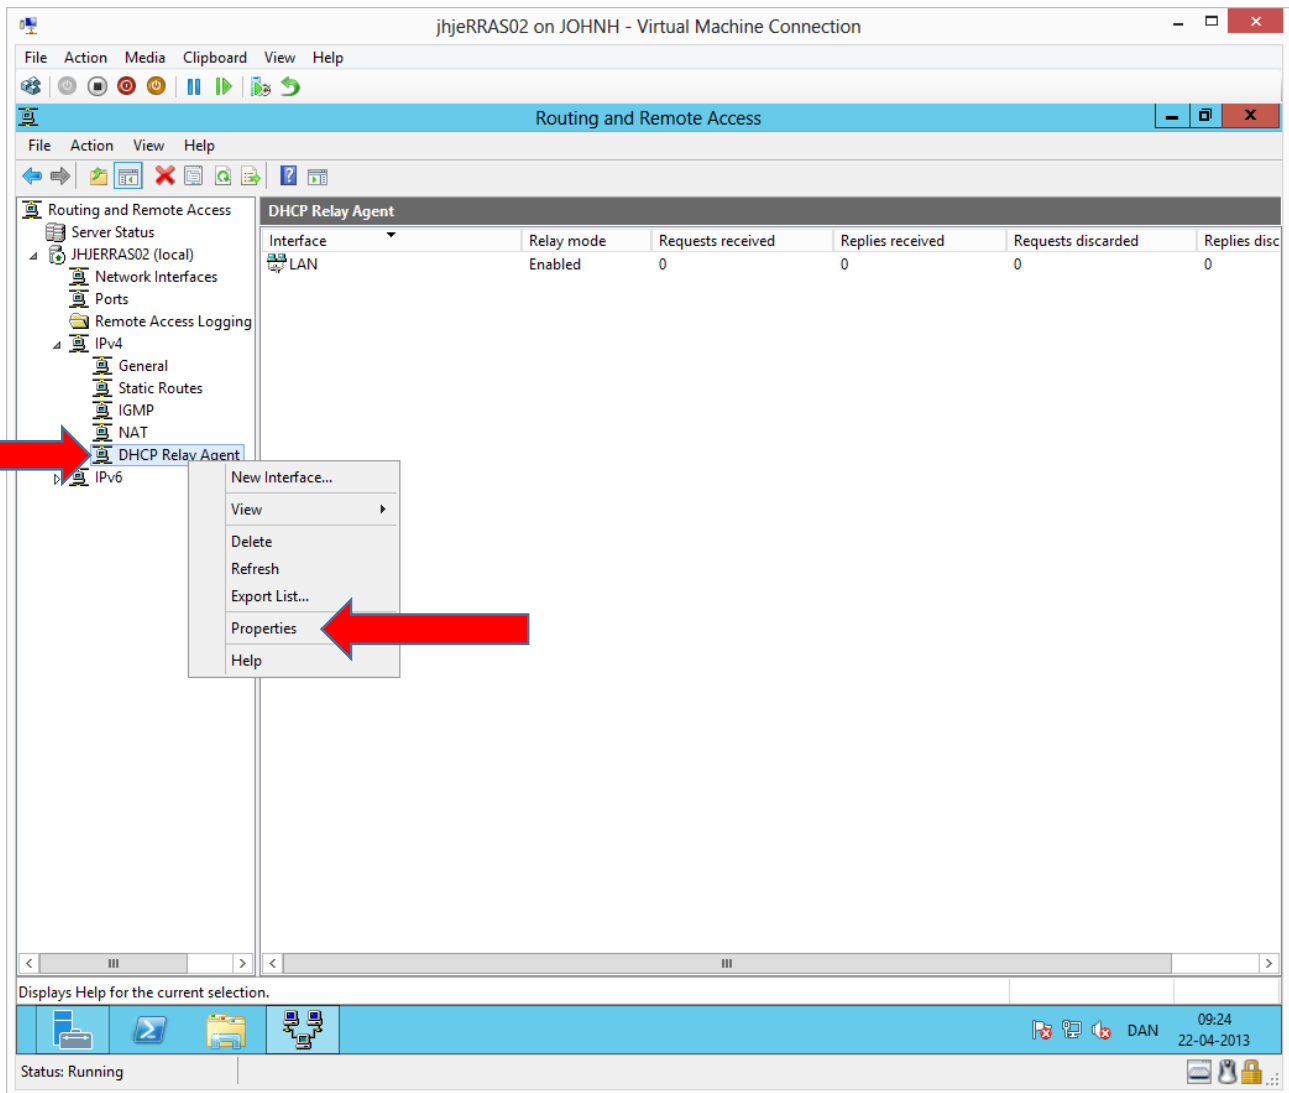 jhjeRRAS02 on JOHNH - Virtual Machine Connection
File Action Media Clipboard View Help
Routing and Remote Access
File Action View Help
Routing and Remote Access
Server Status
JHJERRAS02 (local)
Network Interfaces
Ports
Remote Access Logging
IPv4
General
Static Routes
IGMP
NAT
DHCP Relay Agent
IPv6
DHCP Relay Agent
Interface Relay mode Requests received Replies received Requests discarded Replies disc
LAN Enabled 0 0 0 0
New Interface...
View
Delete
Refresh
Export List...
Properties
Help
Displays Help for the current selection.
DAN
09:24
22-04-2013
Status: Running